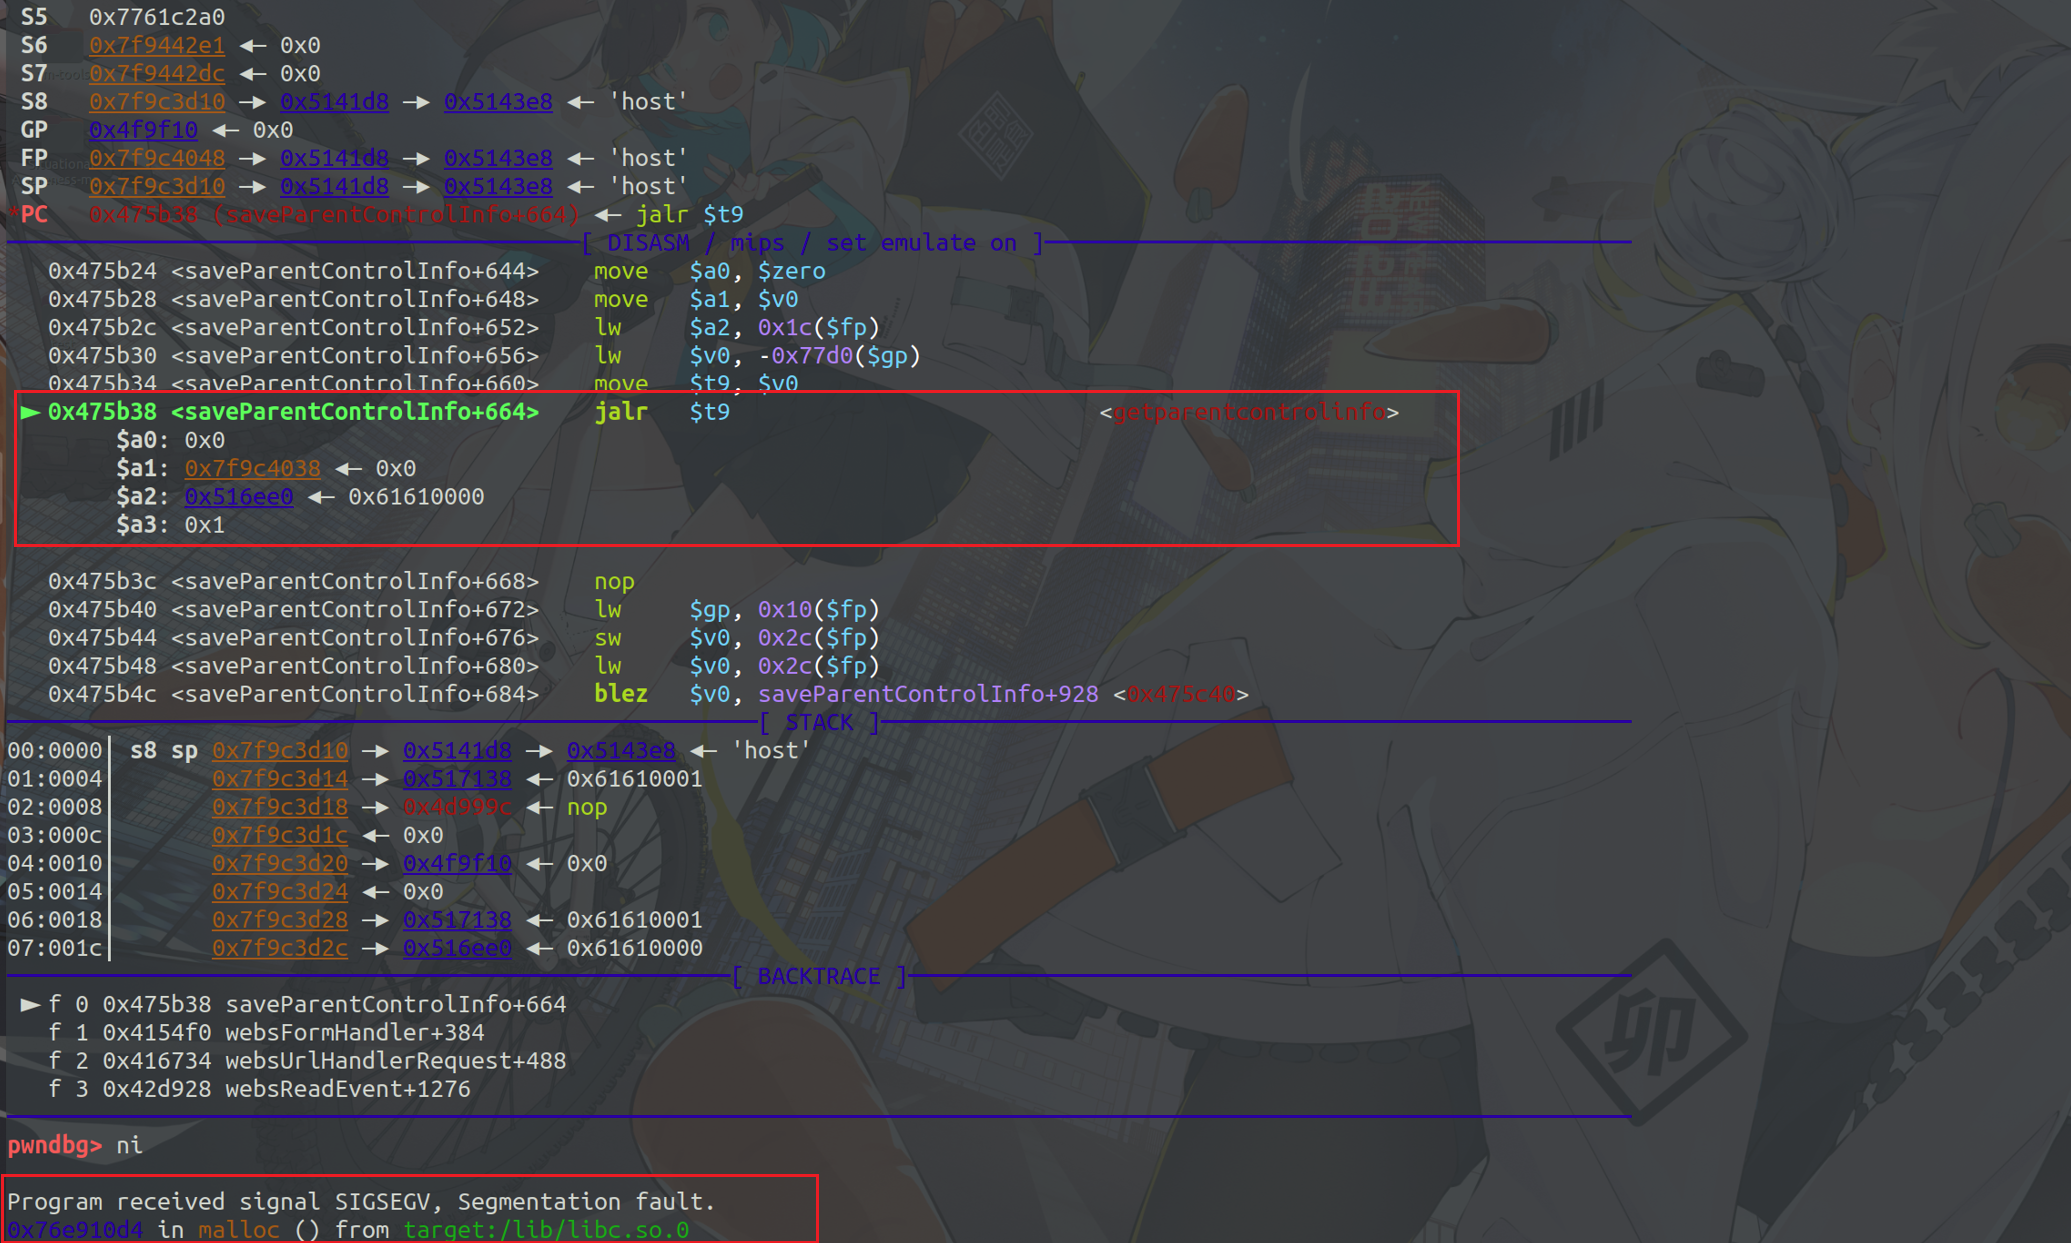 S5 0x7761c2a0
S6 0x7f9442e1 ◂— 0x0
S7 0x7f9442dc ◂— 0x0
S8 0x7f9c3d10 —▸ 0x5141d8 —▸ 0x5143e8 ◂— 'host'
GP 0x4f9f10 ◂— 0x0
FP 0x7f9c4048 —▸ 0x5141d8 —▸ 0x5143e8 ◂— 'host'
SP 0x7f9c3d10 —▸ 0x5141d8 —▸ 0x5143e8 ◂— 'host'
*PC 0x475b38 (saveParentControlInfo+664) ◂— jalr $t9
[ DISASM / mips / set emulate on ]
0x475b24 <saveParentControlInfo+644> move $a0, $zero
0x475b28 <saveParentControlInfo+648> move $a1, $v0
0x475b2c <saveParentControlInfo+652> lw $a2, 0x1c($fp)
0x475b30 <saveParentControlInfo+656> lw $v0, -0x77d0($gp)
0x475b34 <saveParentControlInfo+660> move $t9, $v0
► 0x475b38 <saveParentControlInfo+664> jalr $t9 <getparentcontrolinfo>
$a0: 0x0
$a1: 0x7f9c4038 ◂— 0x0
$a2: 0x516ee0 ◂— 0x61610000
$a3: 0x1
0x475b3c <saveParentControlInfo+668> nop
0x475b40 <saveParentControlInfo+672> lw $gp, 0x10($fp)
0x475b44 <saveParentControlInfo+676> sw $v0, 0x2c($fp)
0x475b48 <saveParentControlInfo+680> lw $v0, 0x2c($fp)
0x475b4c <saveParentControlInfo+684> blez $v0, saveParentControlInfo+928 <0x475c40>
[ STACK ]
00:0000│ s8 sp 0x7f9c3d10 —▸ 0x5141d8 —▸ 0x5143e8 ◂— 'host'
01:0004│ 0x7f9c3d14 —▸ 0x517138 ◂— 0x61610001
02:0008│ 0x7f9c3d18 —▸ 0x4d999c ◂— nop
03:000c│ 0x7f9c3d1c ◂— 0x0
04:0010│ 0x7f9c3d20 —▸ 0x4f9f10 ◂— 0x0
05:0014│ 0x7f9c3d24 ◂— 0x0
06:0018│ 0x7f9c3d28 —▸ 0x517138 ◂— 0x61610001
07:001c│ 0x7f9c3d2c —▸ 0x516ee0 ◂— 0x61610000
[ BACKTRACE ]
► f 0 0x475b38 saveParentControlInfo+664
f 1 0x4154f0 websFormHandler+384
f 2 0x416734 websUrlHandlerRequest+488
f 3 0x42d928 websReadEvent+1276
卯
pwndbg> ni
Program received signal SIGSEGV, Segmentation fault.
0x76e910d4 in malloc () from target:/lib/libc.so.0